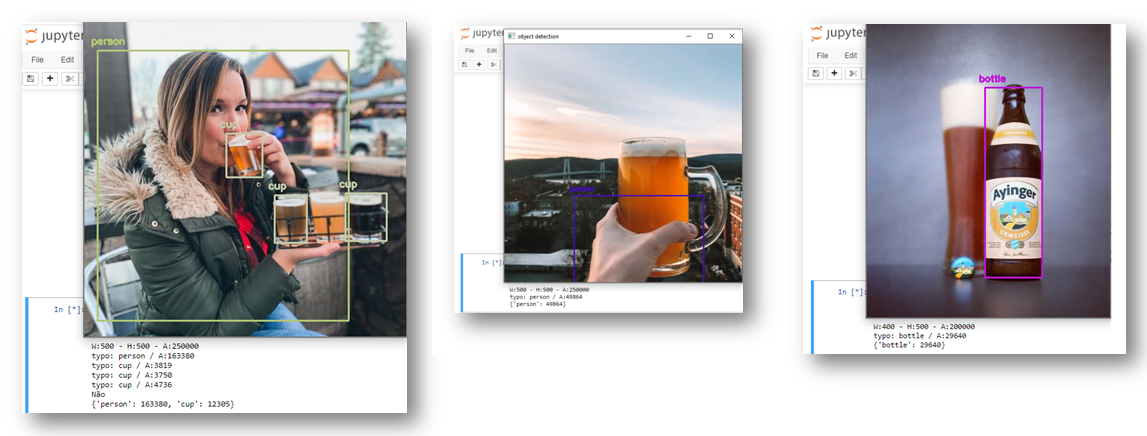 jupyter
File Edit
person
cup
cup
cup
In [*]:
W:500 - H:500 - A:250000
typo: person / A:163380
typo: cup / A:3819
typo: cup / A:3750
typo: cup / A:4736
Não
{'person': 163380, 'cup': 12305}
jupyter
object detection
File Edit
person
In [*]:
W:500 - H:500 - A:250000
typo: person / A:49864
{'person': 49864}
jupyter
File Edit
bottle
Ayinger
URWEISSE
In [*]:
W:400 - H:500 - A:200000
typo: bottle / A:29640
{'bottle': 29640}